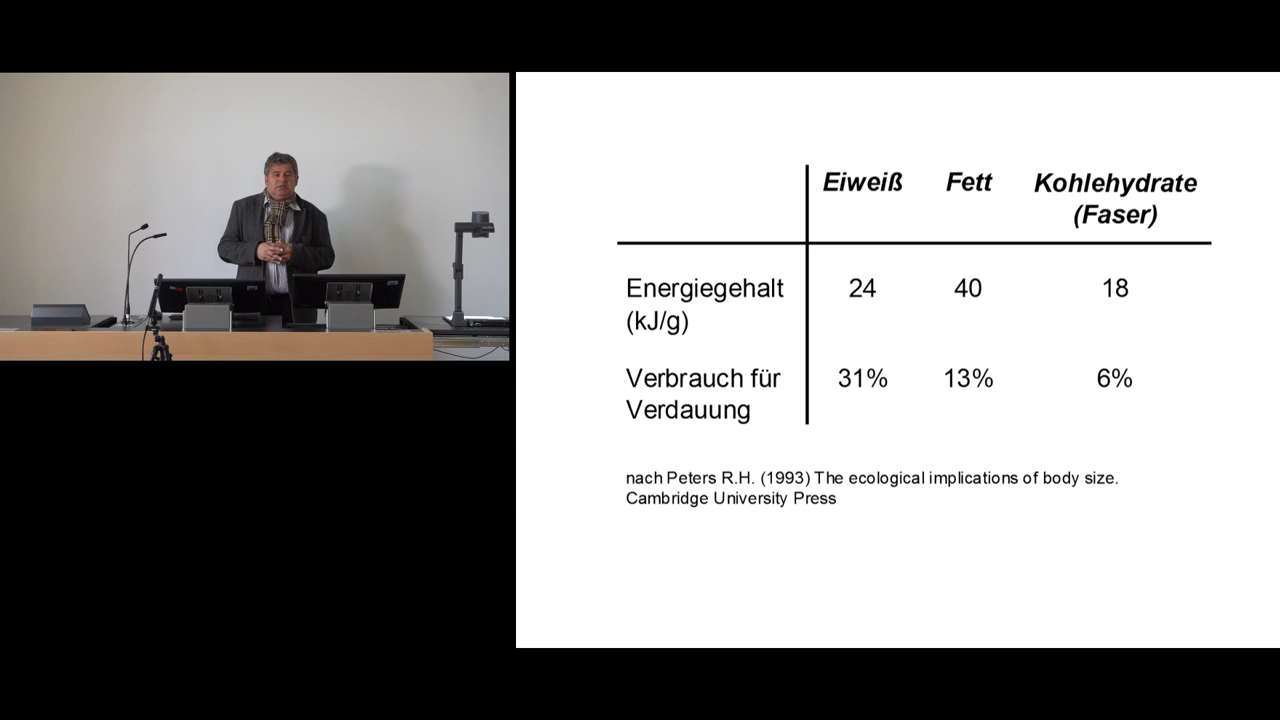 Eiweiß Fett Kohlehydrate
(Faser)
Energiegehalt 24 40 18
(kJ/g)
Verbrauch für 31% 13% 6%
Verdauung
nach Peters R.H. (1993) The ecological implications of body size.
Cambridge University Press